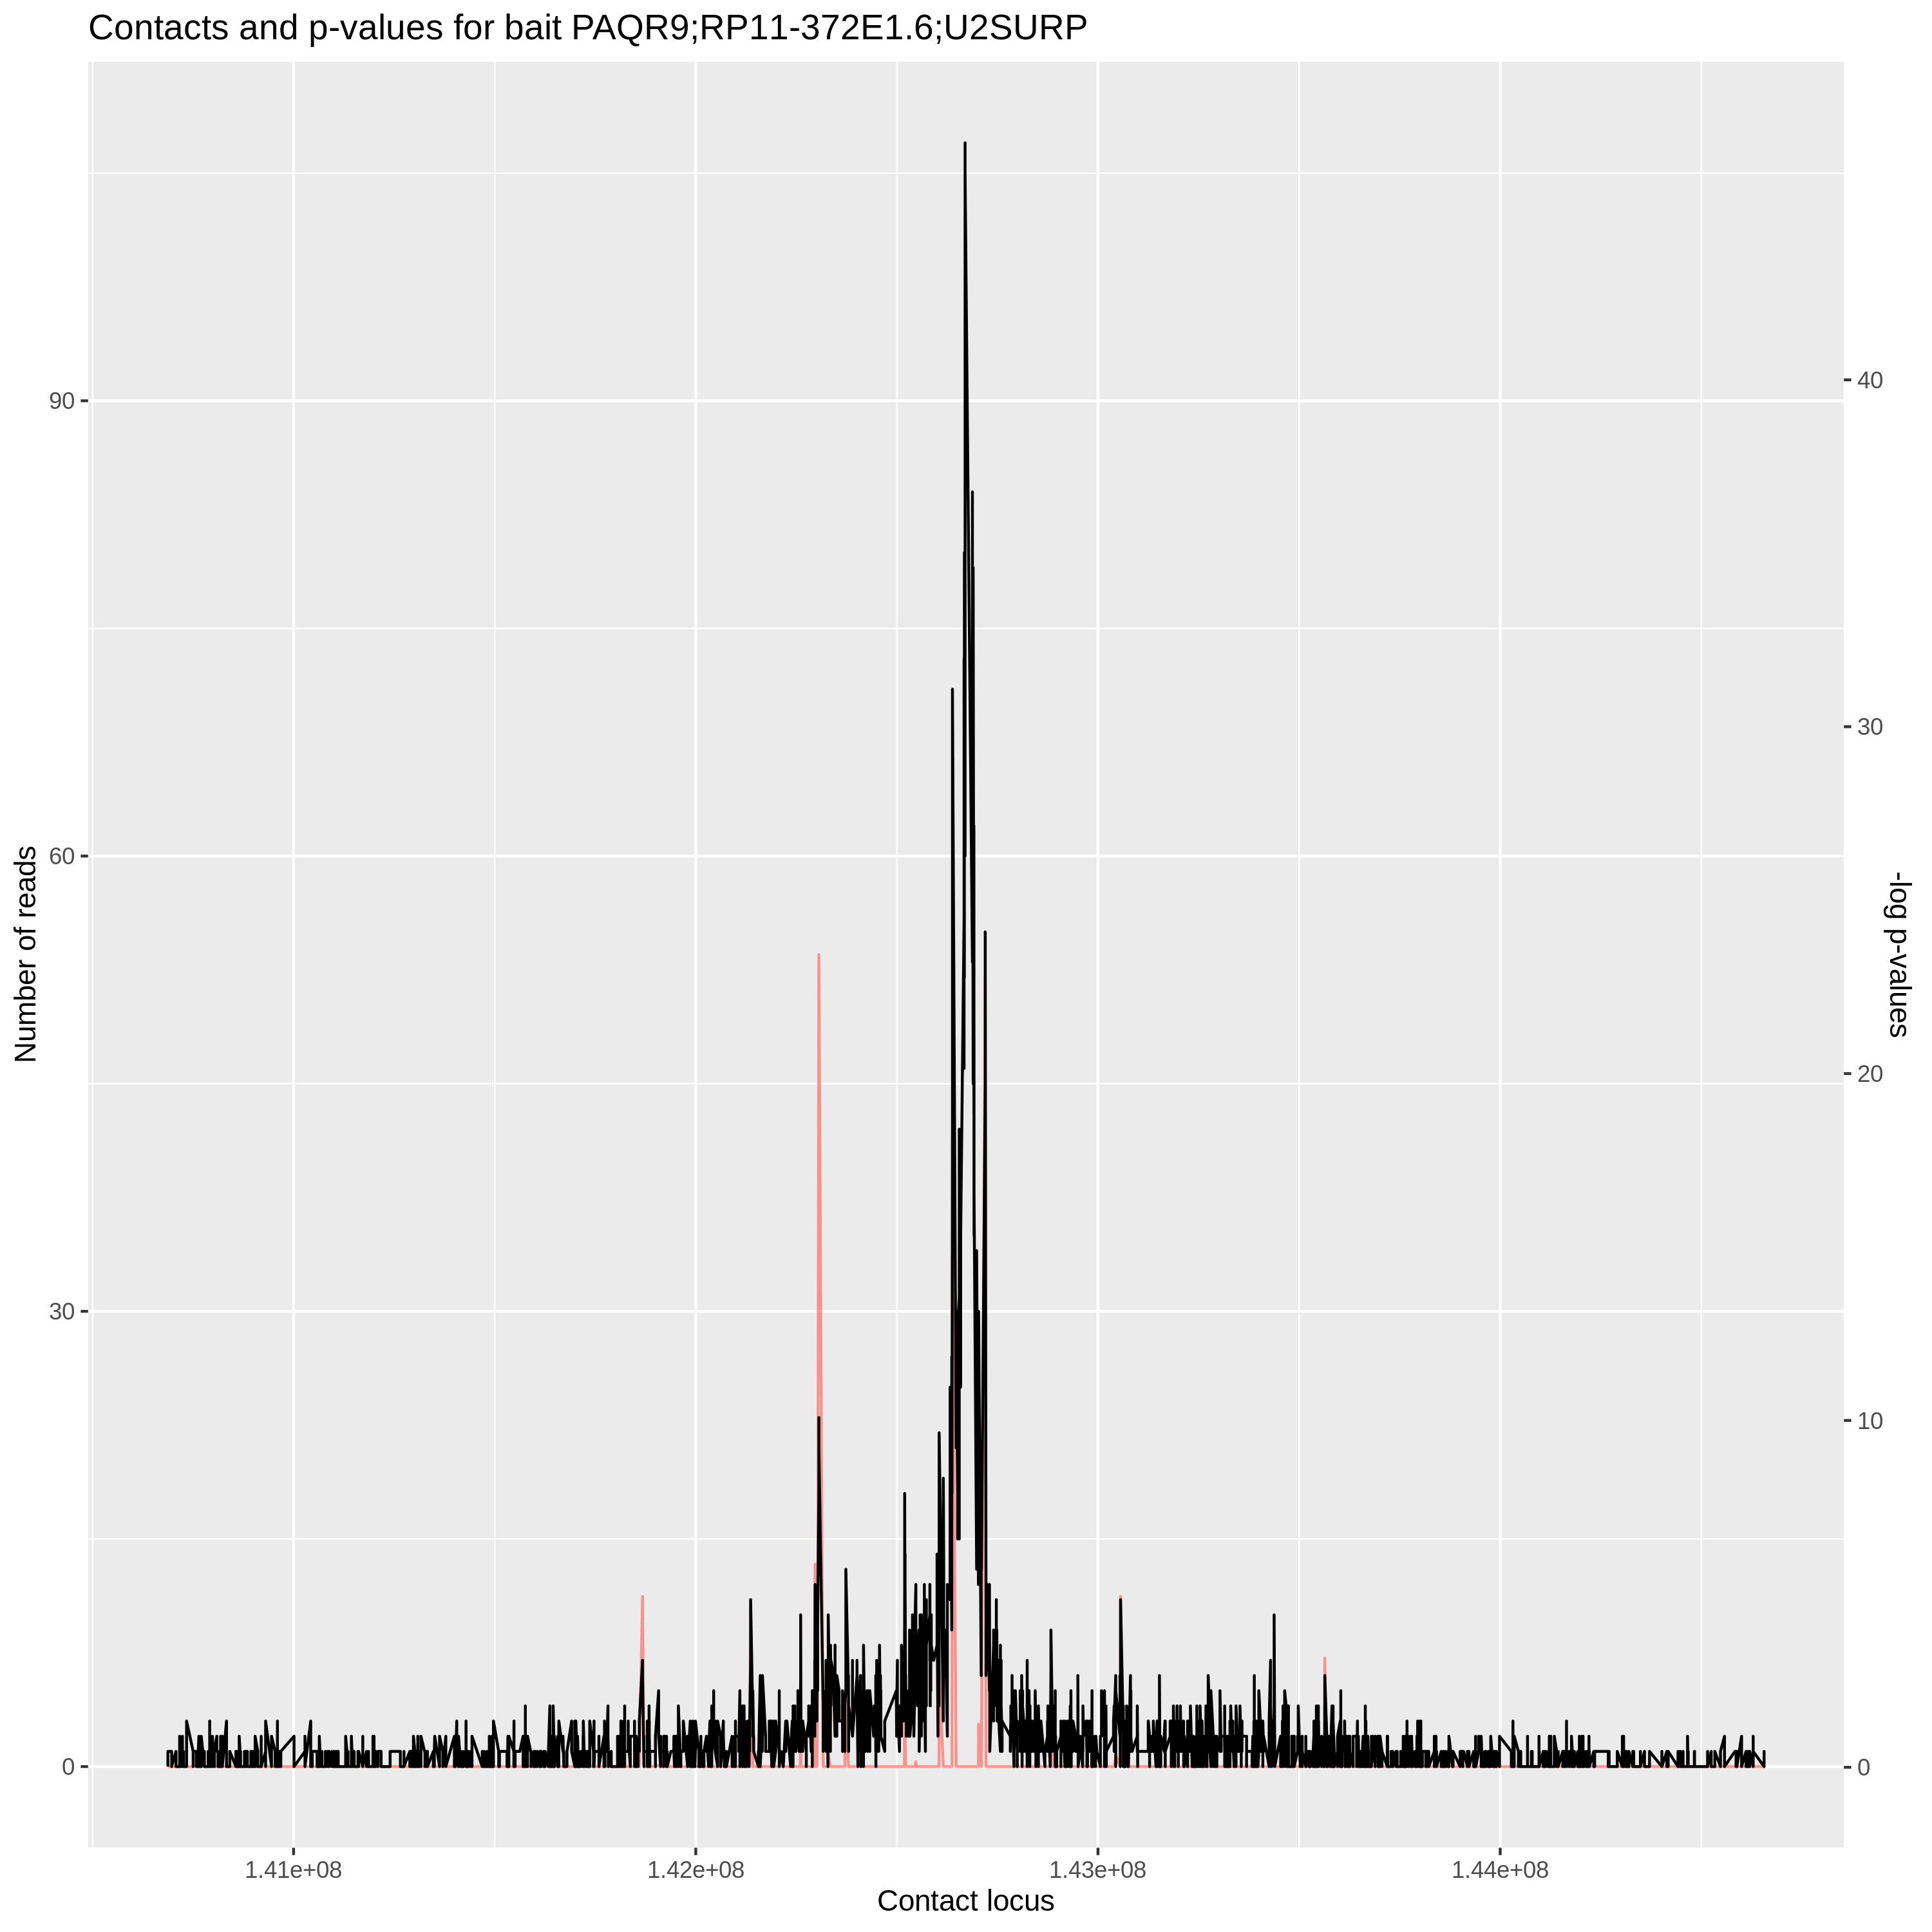 Contacts and p-values for bait PAQR9;RP11-372E1.6;U2SURP
90
60
30
0
Number of reads
40
30
20
10
0
-log p-values
1.41e+08 1.42e+08 1.43e+08 1.44e+08
Contact locus